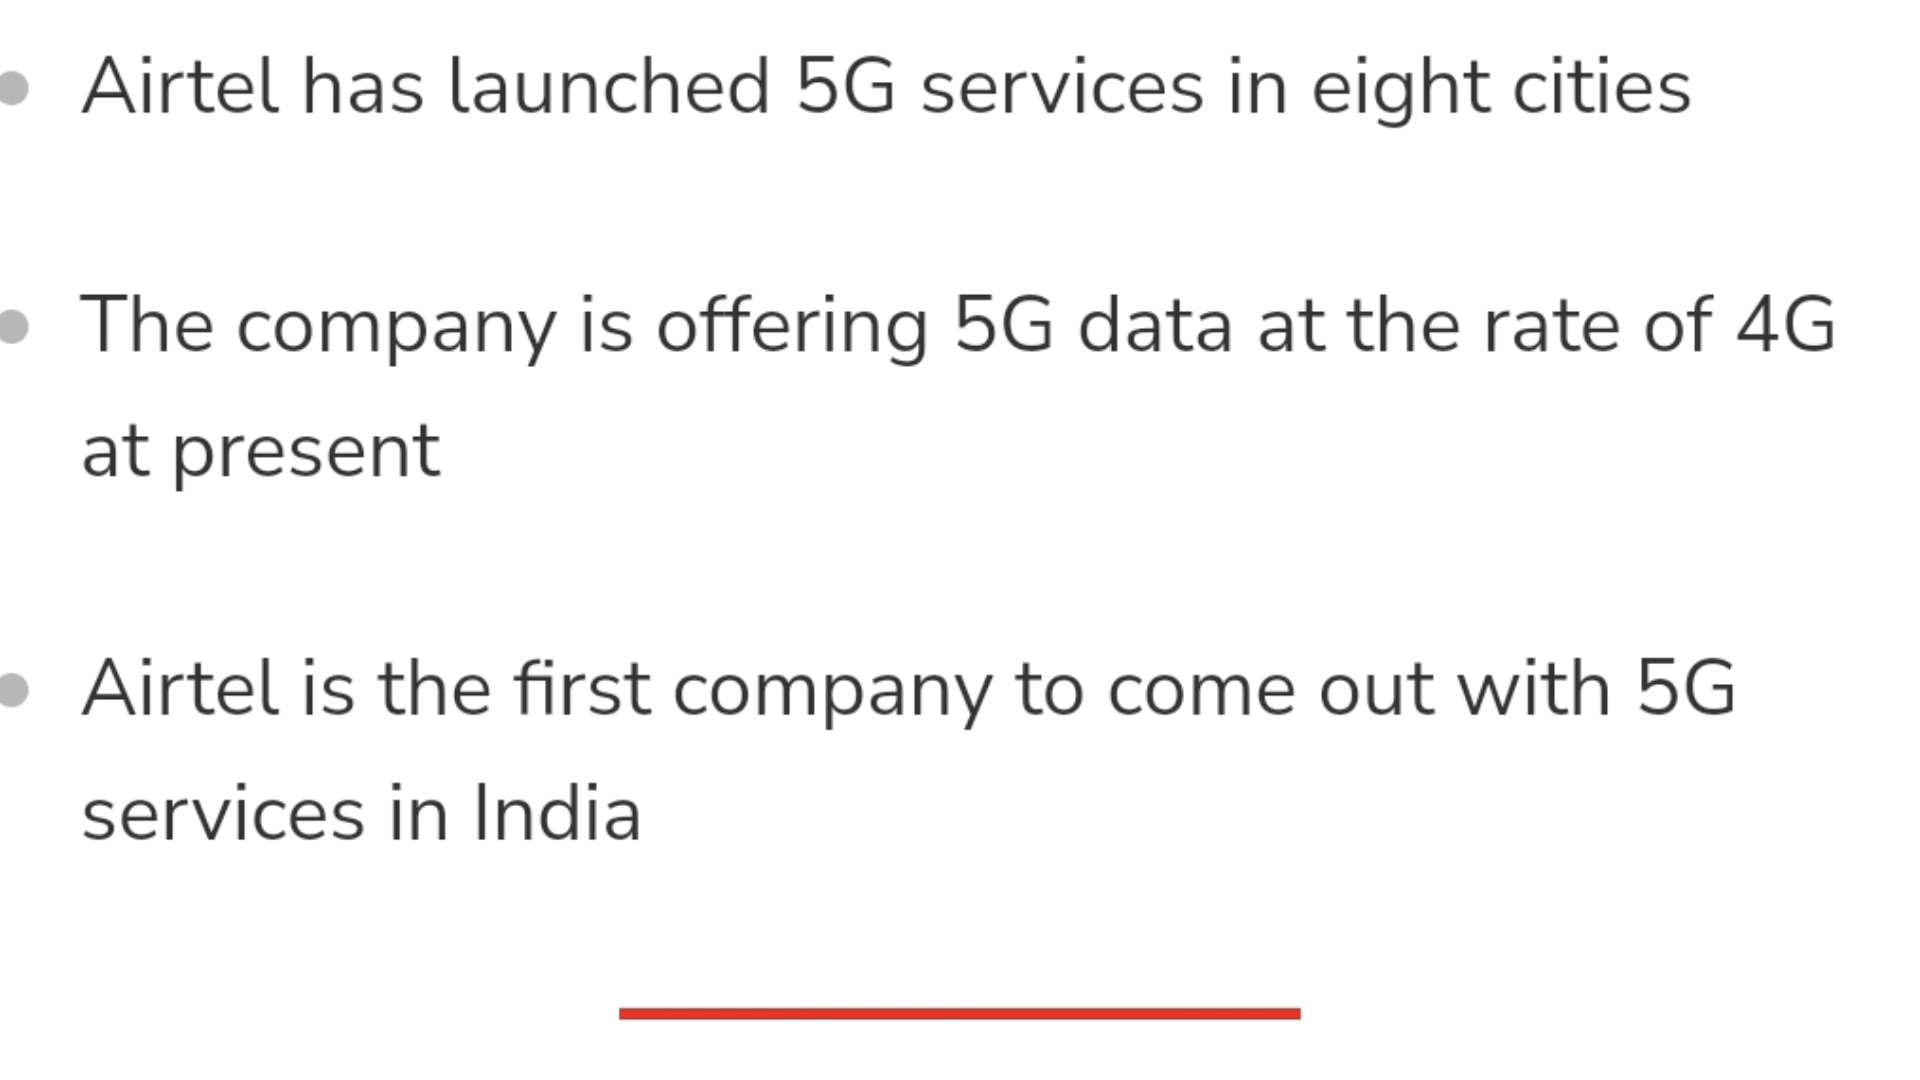 Airtel has launched 5G services in eight cities
The company is offering 5G data at the rate of 4G
at present
Airtel is the first company to come out with 5G
services in India